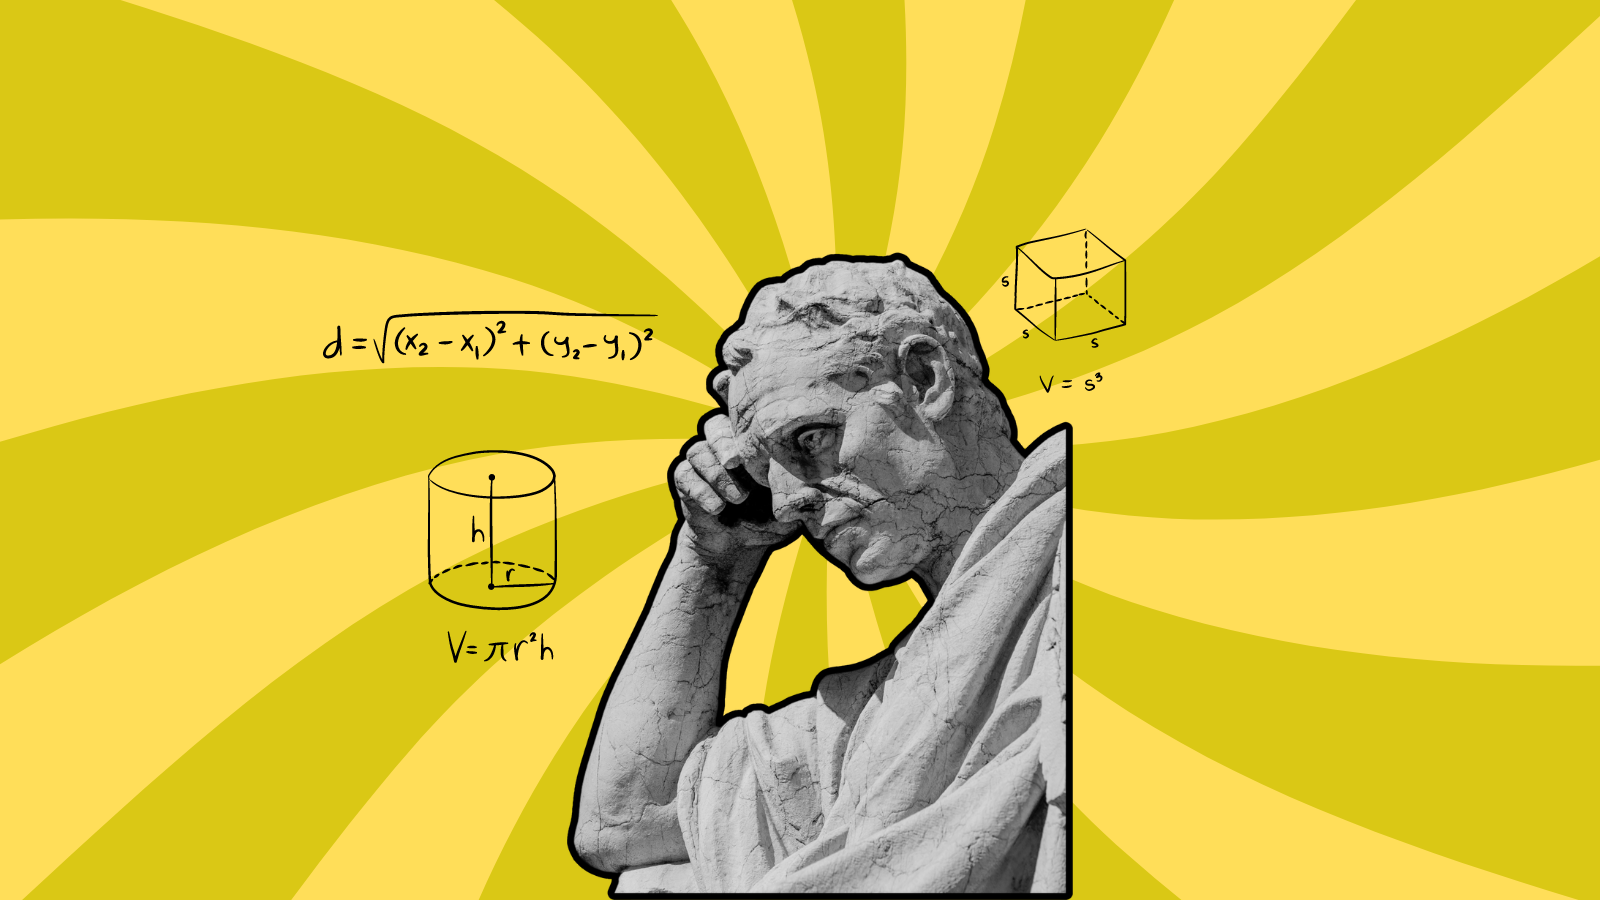 d = √(x₂ - x₁)² + (y₂ - y₁)²
s
s
s
V = s³
h
r
V = πr²h